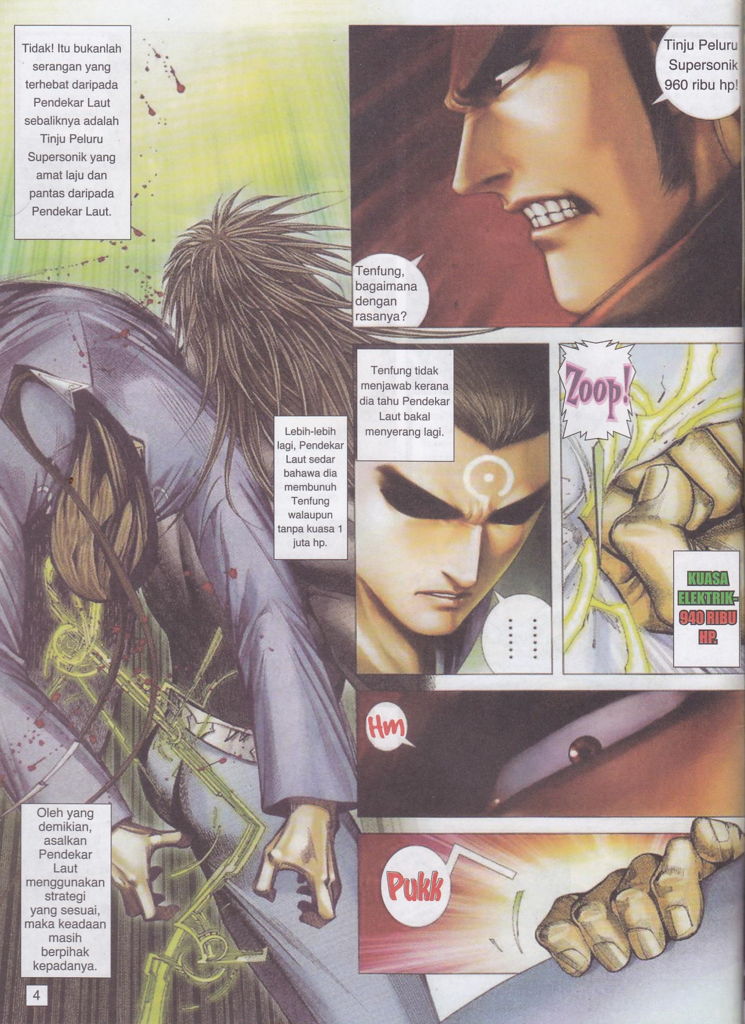 Tidak! Itu bukanlah
serangan yang
terhebat daripada
Pendekar Laut
sebaliknya adalah
Tinju Peluru
Supersonik yang
amat laju dan
pantas daripada
Pendekar Laut.
Tinju Peluru
Supersonik
960 ribu hp!
Tenfung,
bagaimana
dengan
rasanya?
Tenfung tidak
menjawab kerana
dia tahu Pendekar
Laut bakal
menyerang lagi.
Zoop!
Lebih-lebih
lagi, Pendekar
Laut sedar
bahawa dia
membunuh
Tenfung
walaupun
tanpa kuasa 1
juta hp.
KUASA
ELEKTRIK-
940 RIBU
HP.
Hm
Pukk
Oleh yang
demikian,
asalkan
Pendekar
Laut
menggunakan
strategi
yang sesuai,
maka keadaan
masih
berpihak
kepadanya.
4